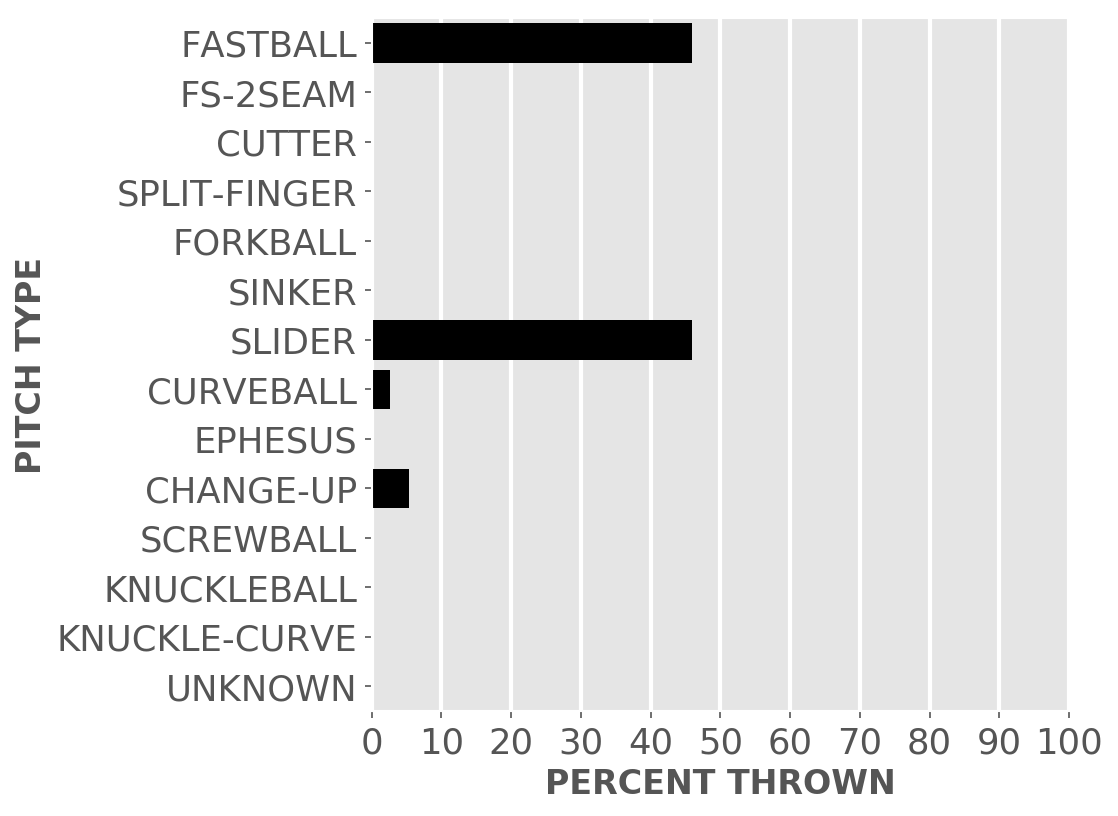 FASTBALL
FS-2SEAM
CUTTER
SPLIT-FINGER
FORKBALL
SINKER
SLIDER
CURVEBALL
EPHESUS
CHANGE-UP
SCREWBALL
KNUCKLEBALL
KNUCKLE-CURVE
UNKNOWN
PITCH TYPE
0 10 20 30 40 50 60 70 80 90 100
PERCENT THROWN